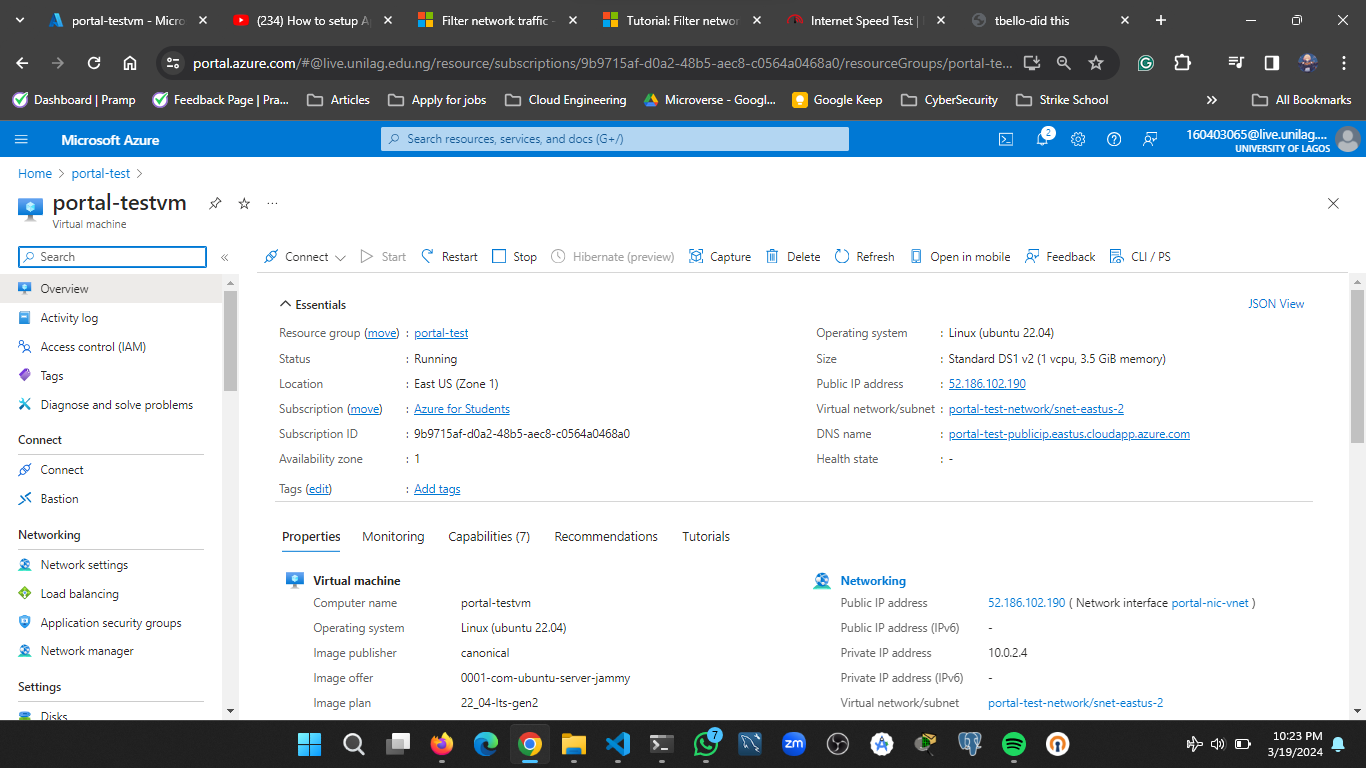 portal-testvm - Micro
(234) How to setup A
Filter network traffic -
Tutorial: Filter networ
Internet Speed Test |
tbello-did this
portal.azure.com/#@live.unilag.edu.ng/resource/subscriptions/9b9715af-d0a2-48b5-aec8-c0564a0468a0/resourceGroups/portal-te...
Dashboard | Pramp
Feedback Page | Pra...
Articles
Apply for jobs
Cloud Engineering
Microverse - Googl...
Google Keep
CyberSecurity
Strike School
All Bookmarks
Microsoft Azure
Search resources, services, and docs (G+/)
2
160403065@live.unilag....
UNIVERSITY OF LAGOS
Home > portal-test >
portal-testvm
Virtual machine
Search
Overview
Activity log
Access control (IAM)
Tags
Diagnose and solve problems
Connect
Connect
Bastion
Networking
Network settings
Load balancing
Application security groups
Network manager
Settings
Disks
Connect
Start
Restart
Stop
Hibernate (preview)
Capture
Delete
Refresh
Open in mobile
Feedback
CLI / PS
Essentials
JSON View
Resource group (move) : portal-test
Status : Running
Location : East US (Zone 1)
Subscription (move) : Azure for Students
Subscription ID : 9b9715af-d0a2-48b5-aec8-c0564a0468a0
Availability zone : 1
Tags (edit) : Add tags
Operating system : Linux (ubuntu 22.04)
Size : Standard DS1 v2 (1 vcpu, 3.5 GiB memory)
Public IP address : 52.186.102.190
Virtual network/subnet : portal-test-network/snet-eastus-2
DNS name : portal-test-publicip.eastus.cloudapp.azure.com
Health state : -
Properties
Monitoring
Capabilities (7)
Recommendations
Tutorials
Virtual machine
Computer name portal-testvm
Operating system Linux (ubuntu 22.04)
Image publisher canonical
Image offer 0001-com-ubuntu-server-jammy
Image plan 22_04-lts-gen2
Networking
Public IP address 52.186.102.190 ( Network interface portal-nic-vnet )
Public IP address (IPv6) -
Private IP address 10.0.2.4
Private IP address (IPv6) -
Virtual network/subnet portal-test-network/snet-eastus-2
7
zm
10:23 PM
3/19/2024